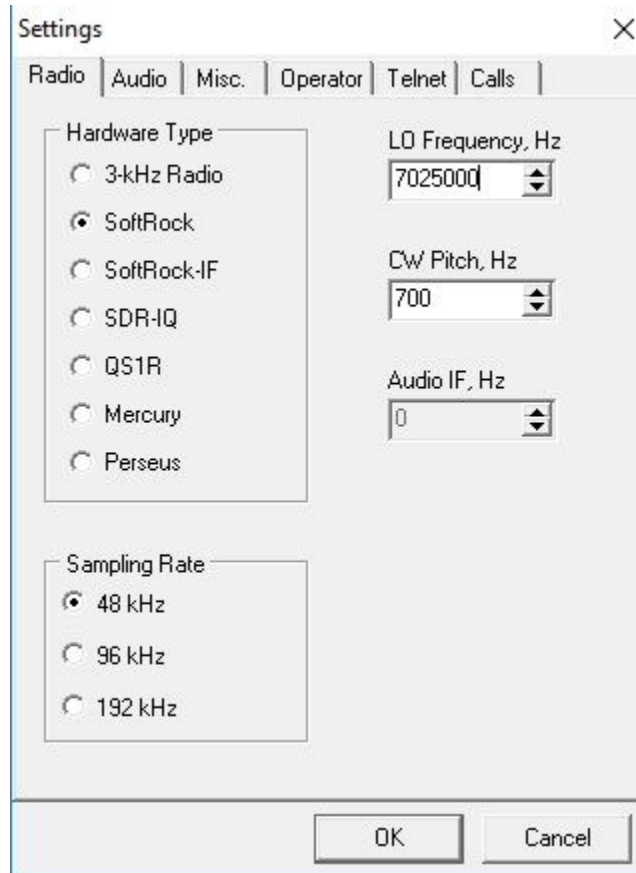 Settings
Radio Audio Misc. Operator Telnet Calls
Hardware Type
3-kHz Radio
SoftRock
SoftRock-IF
SDR-IQ
QS1R
Mercury
Perseus
LO Frequency, Hz
7025000
CW Pitch, Hz
700
Audio IF, Hz
0
Sampling Rate
48 kHz
96 kHz
192 kHz
OK Cancel